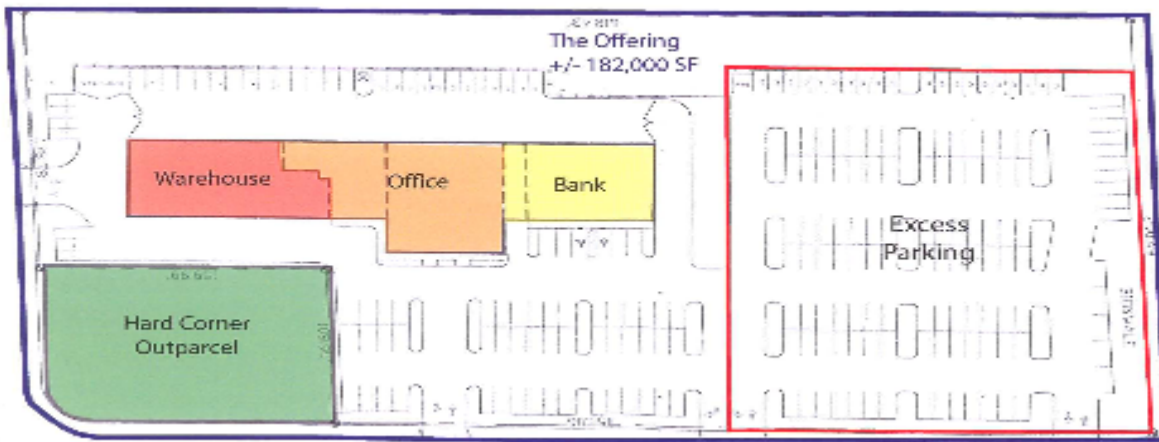 The Offering
+/- 182,000 SF
Warehouse
Office
Bank
Excess
Parking
Hard Corner
Outparcel